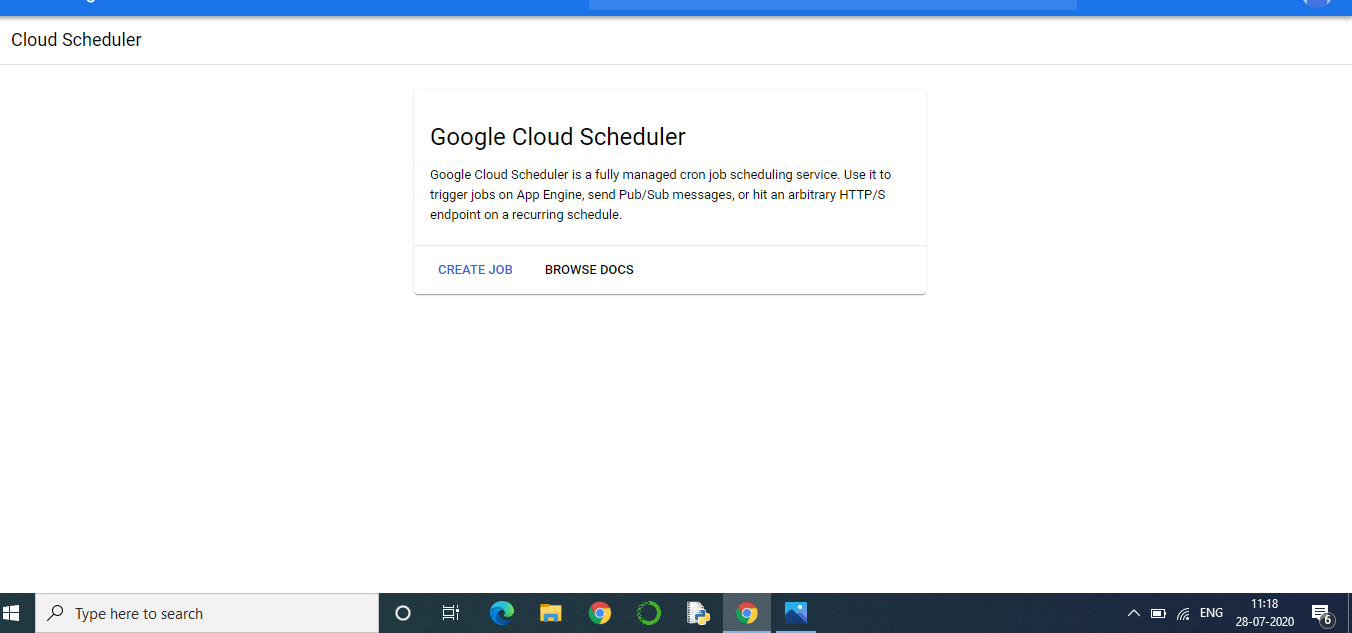 Cloud Scheduler
Google Cloud Scheduler
Google Cloud Scheduler is a fully managed cron job scheduling service. Use it to
trigger jobs on App Engine, send Pub/Sub messages, or hit an arbitrary HTTP/S
endpoint on a recurring schedule.
CREATE JOB BROWSE DOCS
Type here to search
ENG
11:18
28-07-2020
6